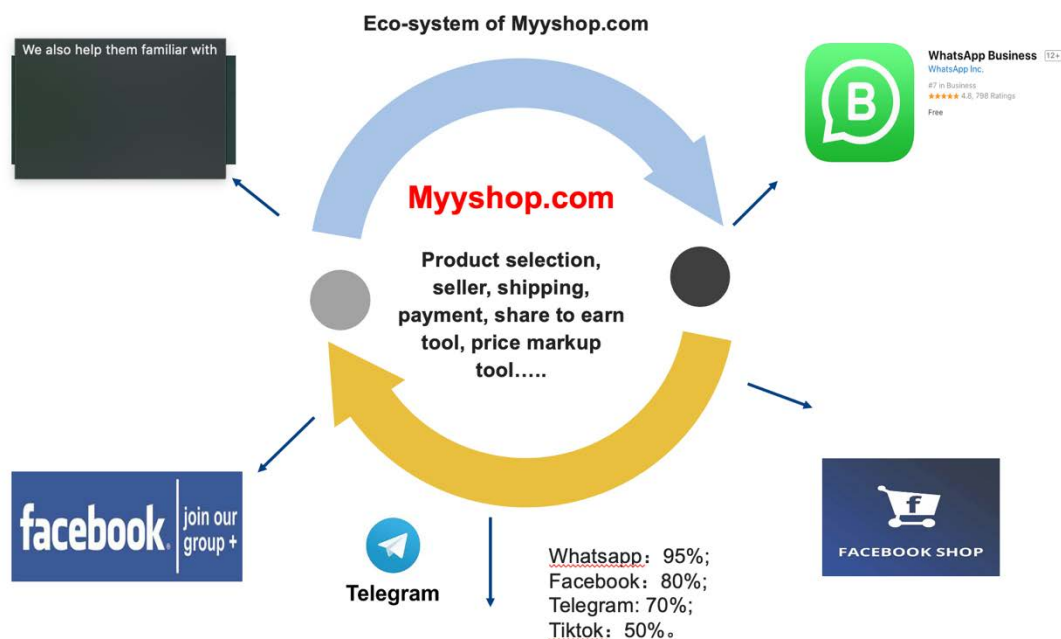 Eco-system of Myyshop.com
We also help them familiar with
WhatsApp Business 12+
WhatsApp Inc.
#7 in Business
★★★★★ 4.8, 798 Ratings
Free
B
Myyshop.com
Product selection,
seller, shipping,
payment, share to earn
tool, price markup
tool…..
facebook.
join our
group +
Telegram
Whatsapp：95%;
Facebook：80%;
Telegram: 70%;
Tiktok：50%。
f
FACEBOOK SHOP